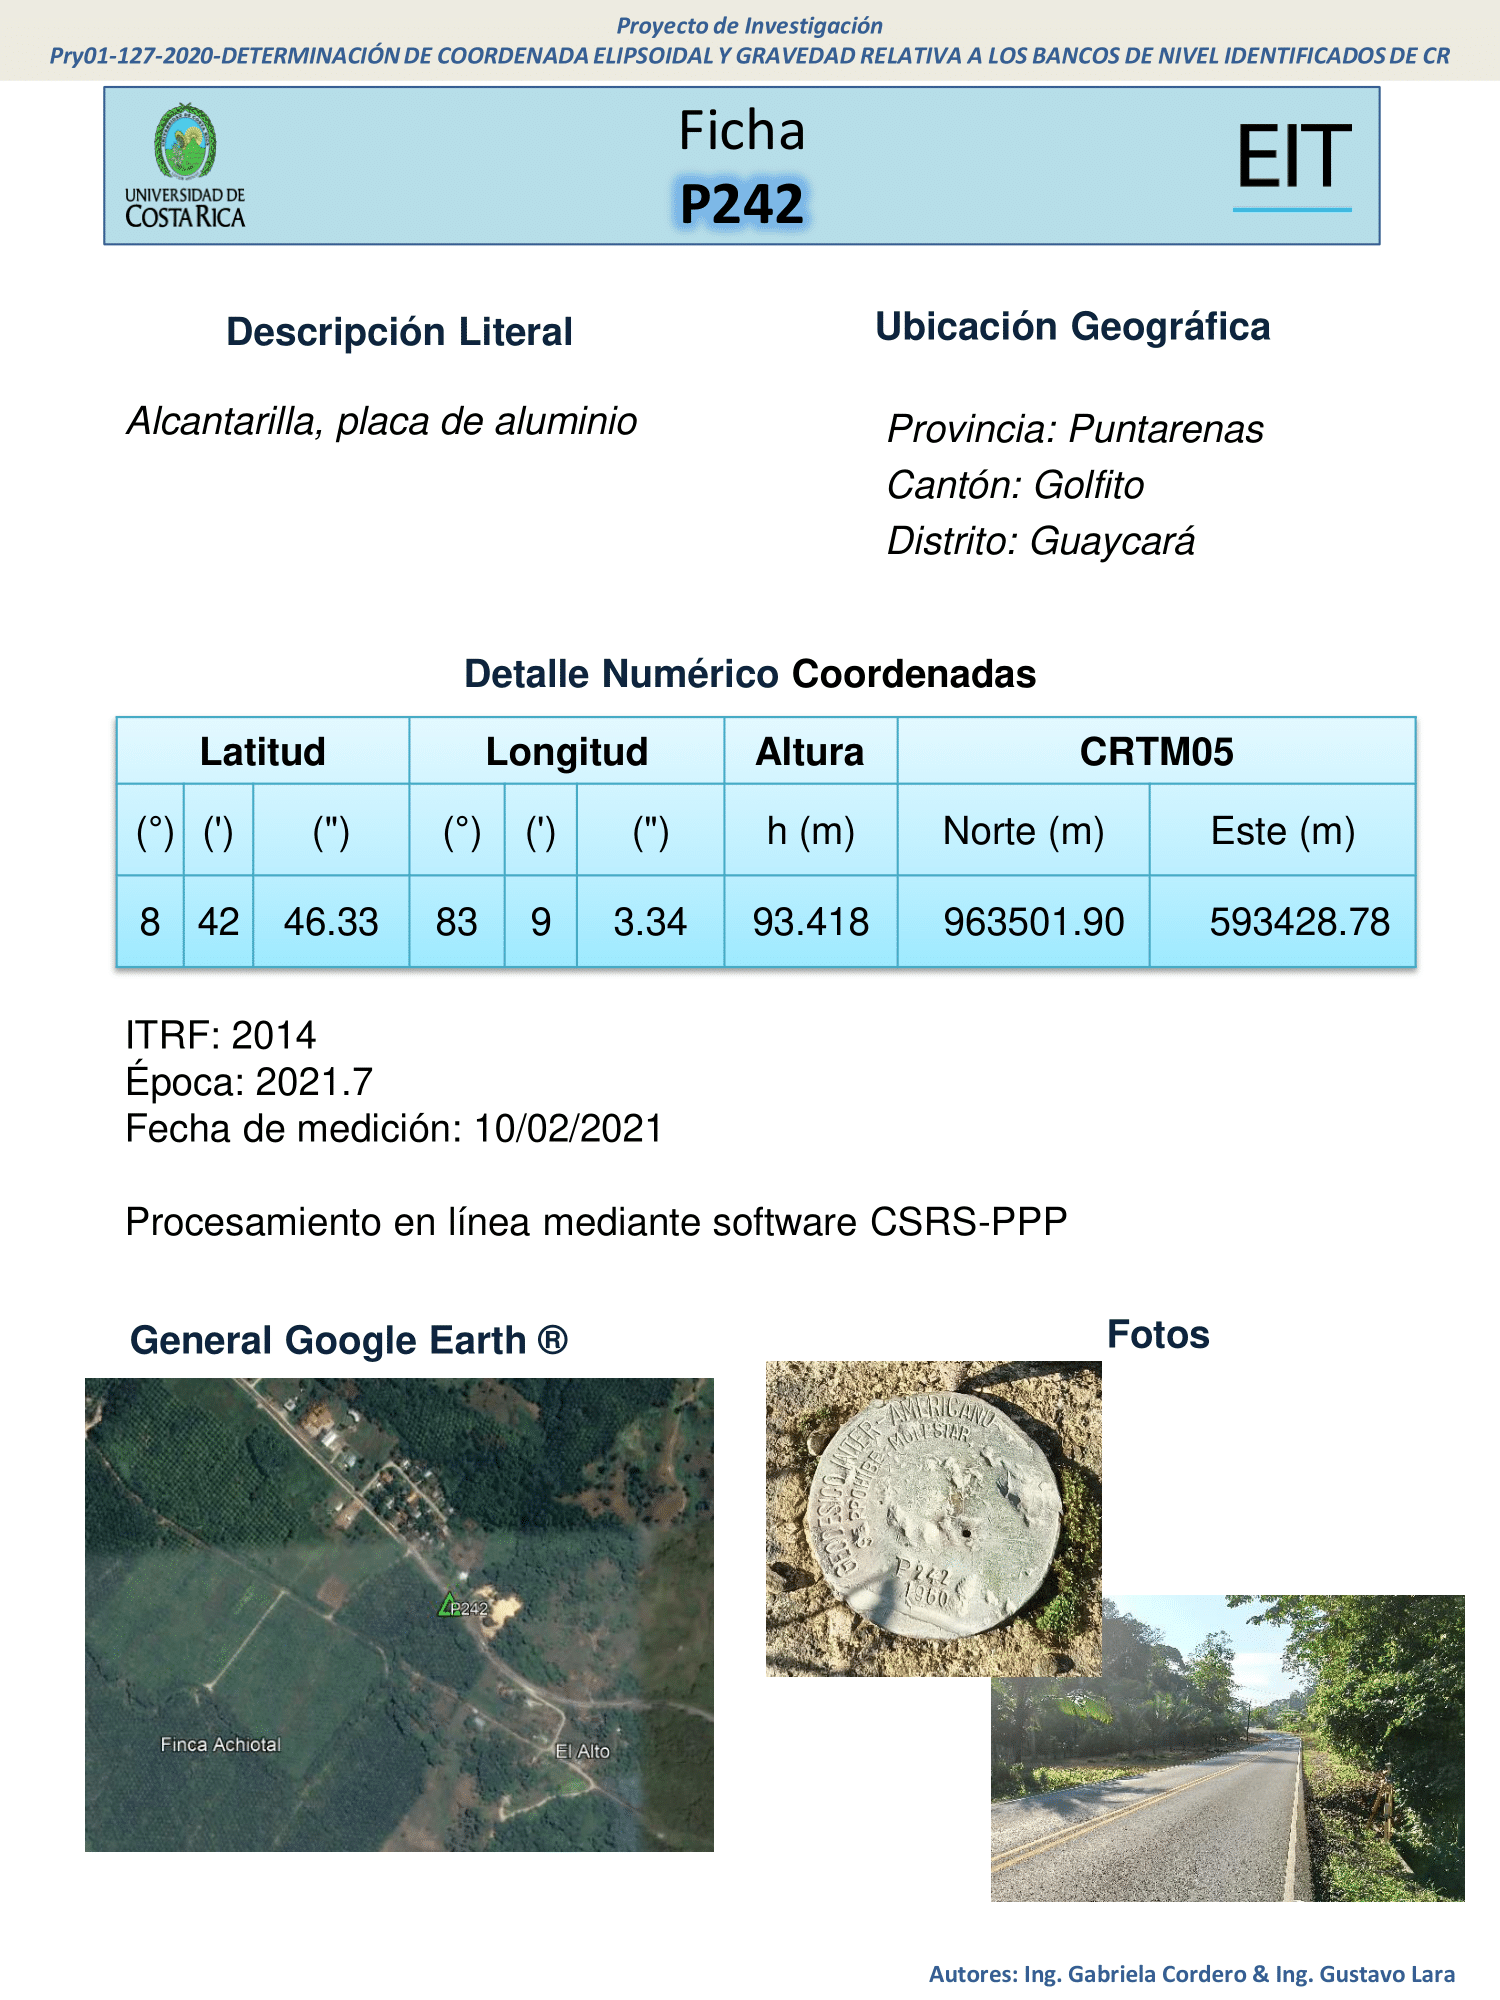 Proyecto de Investigación
Pry01-127-2020-DETERMINACIÓN DE COORDENADA ELIPSOIDAL Y GRAVEDAD RELATIVA A LOS BANCOS DE NIVEL IDENTIFICADOS DE CR
UNIVERSIDAD DE
COSTA RICA
Ficha
P242
EIT
Descripción Literal
Alcantarilla, placa de aluminio
Ubicación Geográfica
Provincia: Puntarenas
Cantón: Golfito
Distrito: Guaycará
Detalle Numérico Coordenadas
Latitud Longitud Altura CRTM05
(°) (') (") (°) (') (") h (m) Norte (m) Este (m)
8 42 46.33 83 9 3.34 93.418 963501.90 593428.78
ITRF: 2014
Época: 2021.7
Fecha de medición: 10/02/2021
Procesamiento en línea mediante software CSRS-PPP
General Google Earth ®
P242
Finca Achiotal
El Alto
Fotos
GEODESICO INTER-AMERICANO
SE PROHIBE MOLESTAR
P242
1960
Autores: Ing. Gabriela Cordero & Ing. Gustavo Lara